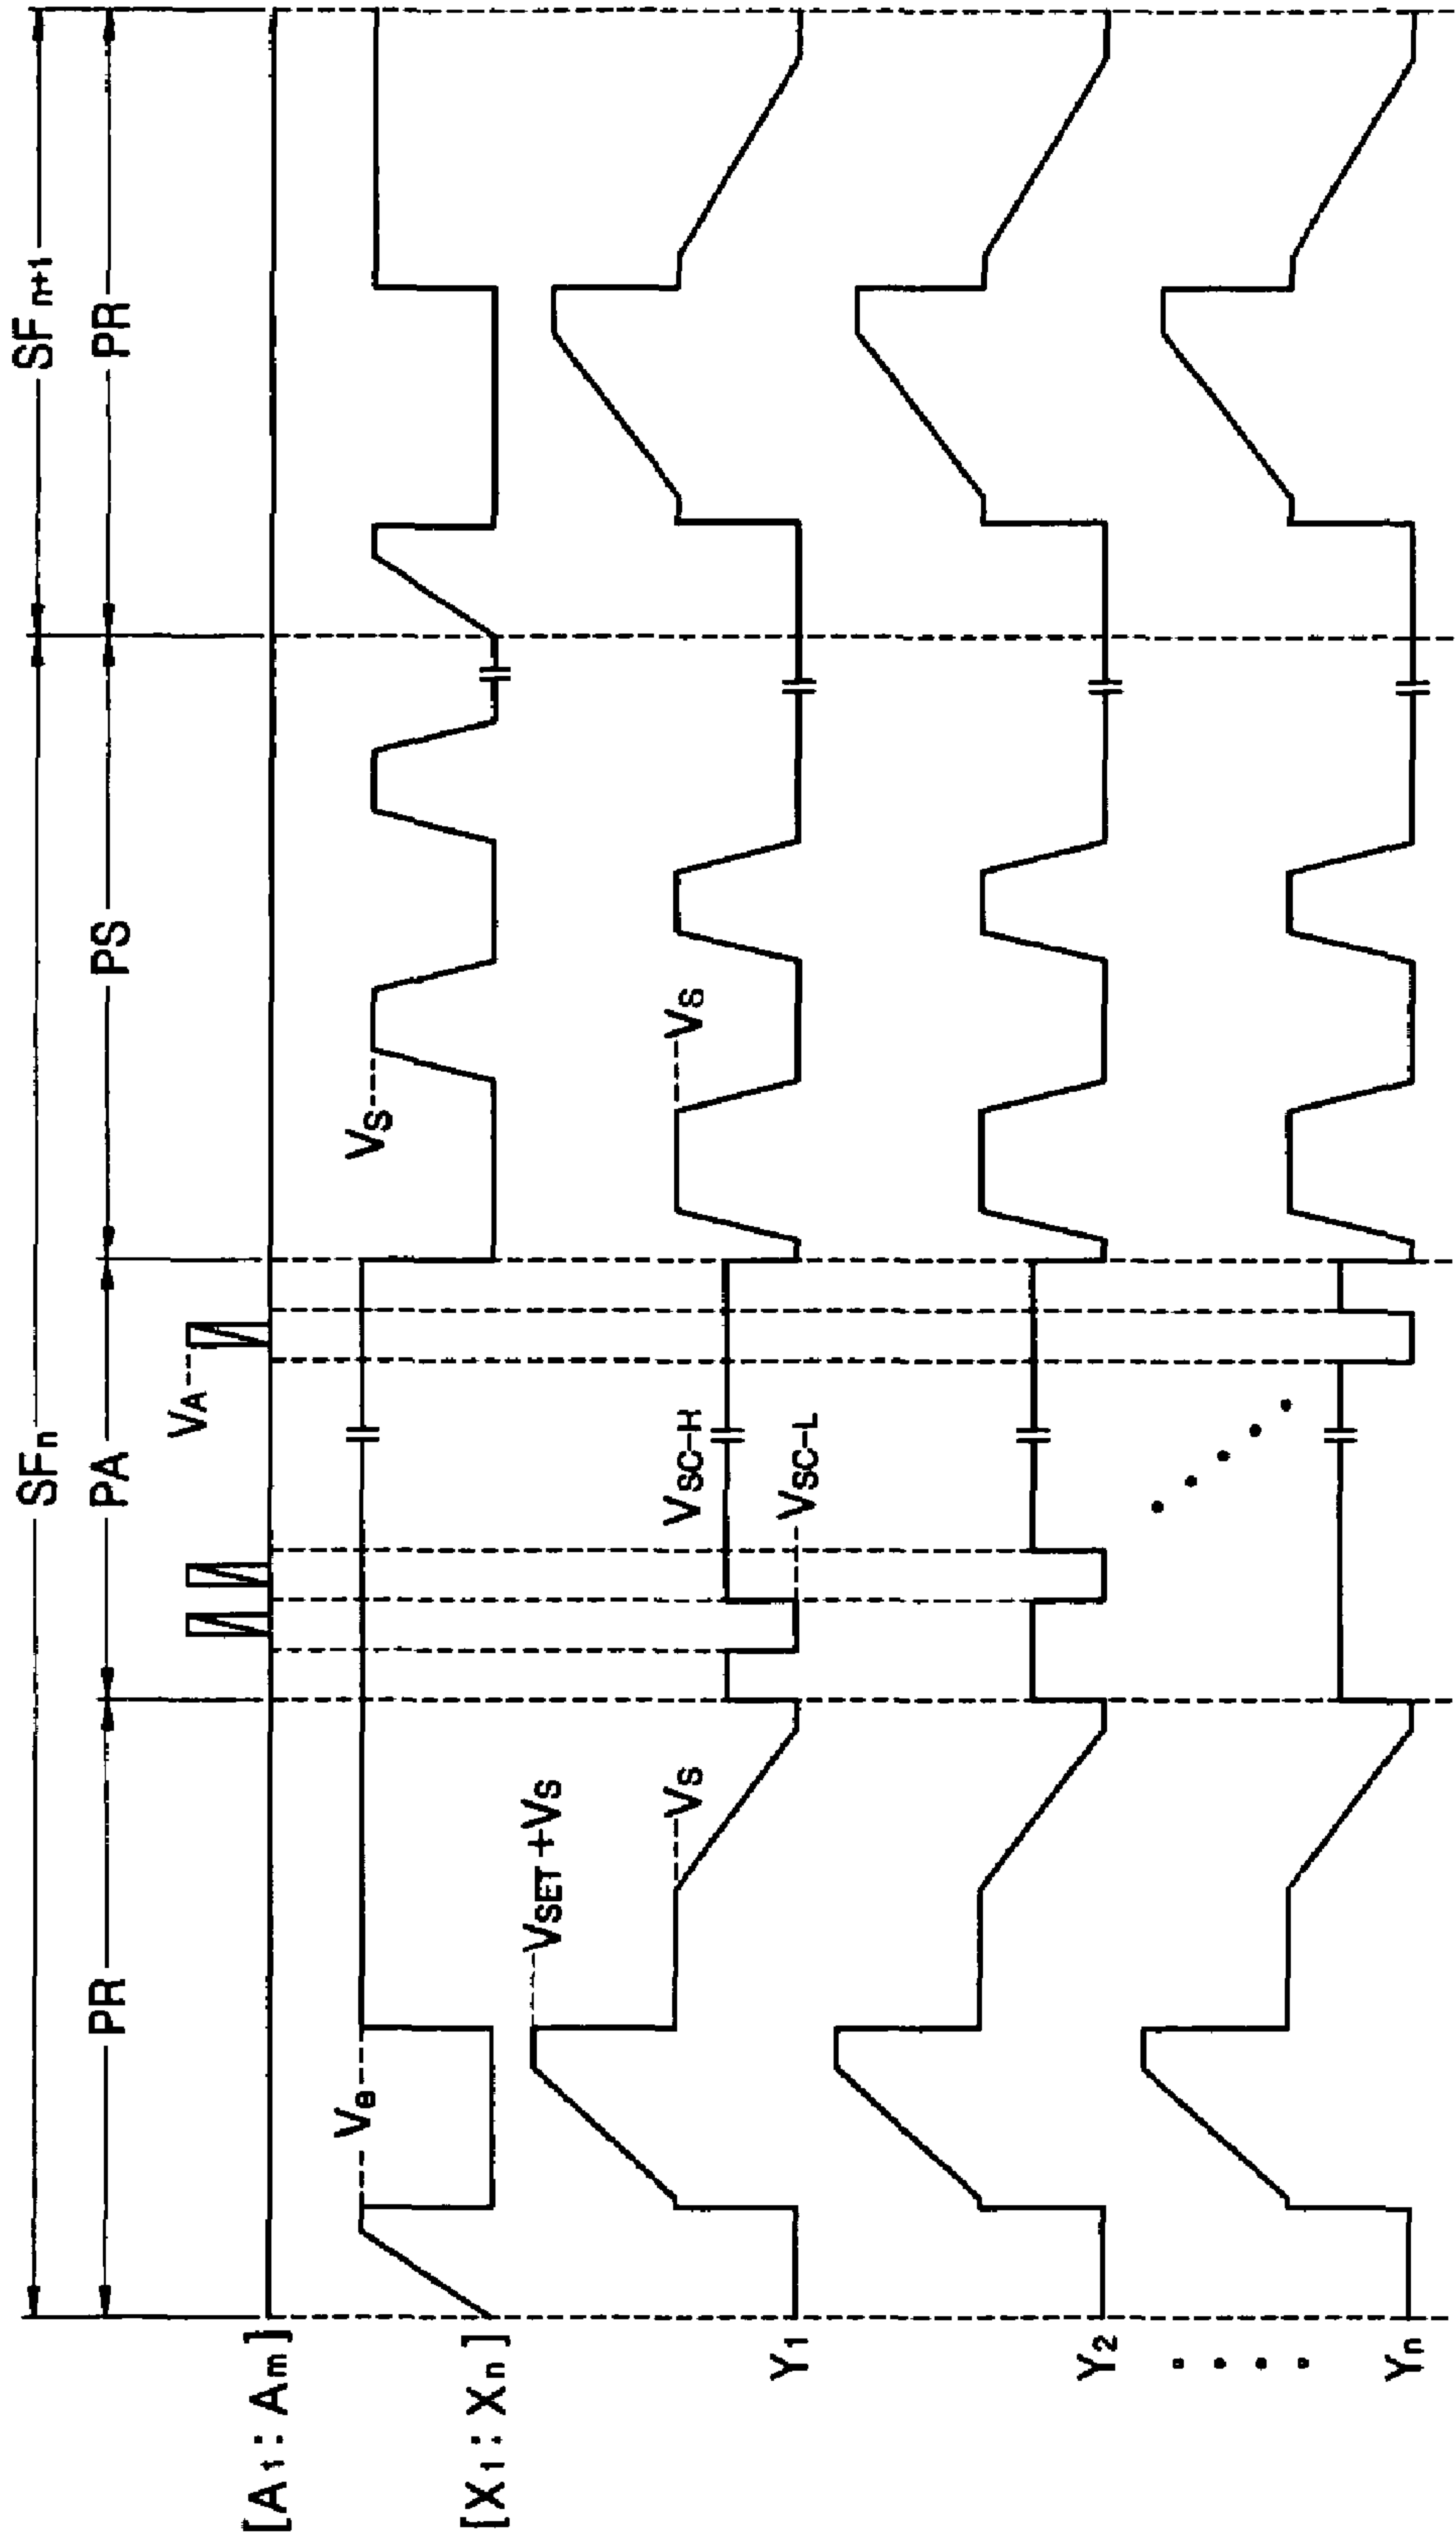 SFn
SFn+1
PR
PA
PS
PR
VA
[A1 : Am]
Ve
VS
[X1 : Xn]
VSET+VS
VS
VSC-H
VS
VSC-L
Y1
Y2
Yn